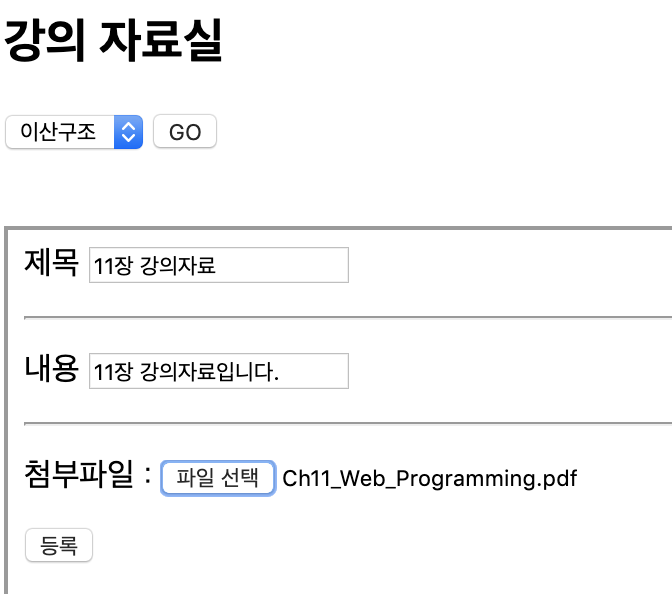 강의 자료실
이산구조 GO
제목 11장 강의자료
내용 11장 강의자료입니다.
첨부파일 : 파일 선택 Ch11_Web_Programming.pdf
등록